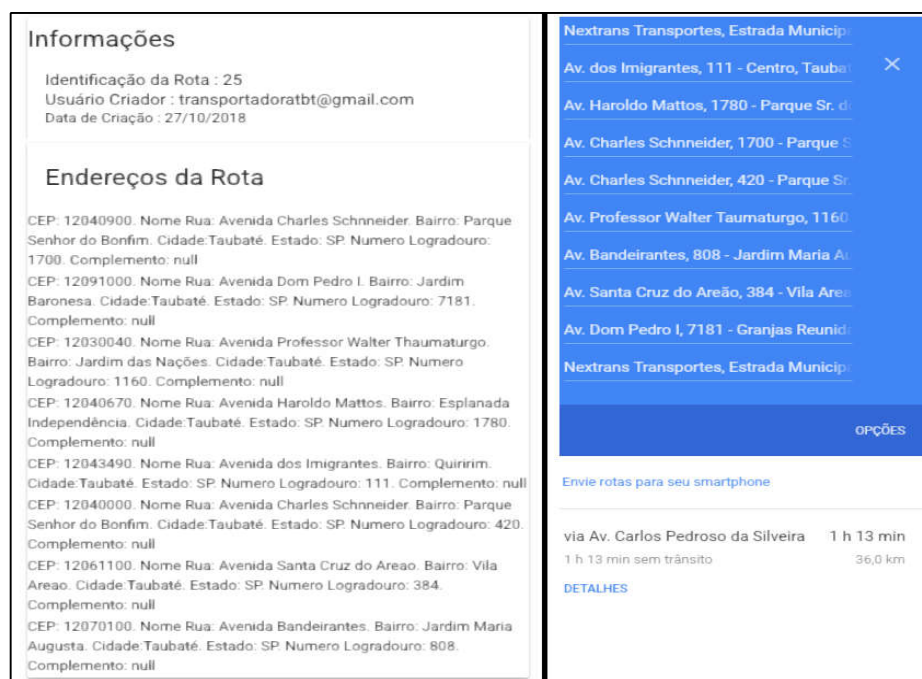 Informações
Identificação da Rota : 25
Usuário Criador : transportadoratbt@gmail.com
Data de Criação : 27/10/2018
Endereços da Rota
CEP: 12040900. Nome Rua: Avenida Charles Schnneider. Bairro: Parque
Senhor do Bonfim. Cidade:Taubaté. Estado: SP. Numero Logradouro:
1700. Complemento: null
CEP: 12091000. Nome Rua: Avenida Dom Pedro I. Bairro: Jardim
Baronesa. Cidade:Taubaté. Estado: SP. Numero Logradouro: 7181.
Complemento: null
CEP: 12030040. Nome Rua: Avenida Professor Walter Thaumaturgo.
Bairro: Jardim das Nações. Cidade:Taubaté. Estado: SP. Numero
Logradouro: 1160. Complemento: null
CEP: 12040670. Nome Rua: Avenida Haroldo Mattos. Bairro: Esplanada
Independência. Cidade:Taubaté. Estado: SP. Numero Logradouro: 1780.
Complemento: null
CEP: 12043490. Nome Rua: Avenida dos Imigrantes. Bairro: Quiririm.
Cidade:Taubaté. Estado: SP. Numero Logradouro: 111. Complemento: null
CEP: 12040000. Nome Rua: Avenida Charles Schnneider. Bairro: Parque
Senhor do Bonfim. Cidade:Taubaté. Estado: SP. Numero Logradouro: 420.
Complemento: null
CEP: 12061100. Nome Rua: Avenida Santa Cruz do Areao. Bairro: Vila
Areao. Cidade:Taubaté. Estado: SP. Numero Logradouro: 384.
Complemento: null
CEP: 12070100. Nome Rua: Avenida Bandeirantes. Bairro: Jardim Maria
Augusta. Cidade:Taubaté. Estado: SP. Numero Logradouro: 808.
Complemento: null
Nextrans Transportes, Estrada Municip
Av. dos Imigrantes, 111 - Centro, Taubat
Av. Haroldo Mattos, 1780 - Parque Sr. d
Av. Charles Schnneider, 1700 - Parque S
Av. Charles Schnneider, 420 - Parque Sr.
Av. Professor Walter Taumaturgo, 1160
Av. Bandeirantes, 808 - Jardim Maria Au
Av. Santa Cruz do Areão, 384 - Vila Area
Av. Dom Pedro I, 7181 - Granjas Reunid
Nextrans Transportes, Estrada Municip
OPÇÕES
Envie rotas para seu smartphone
via Av. Carlos Pedroso da Silveira 1 h 13 min
1 h 13 min sem trânsito 36,0 km
DETALHES